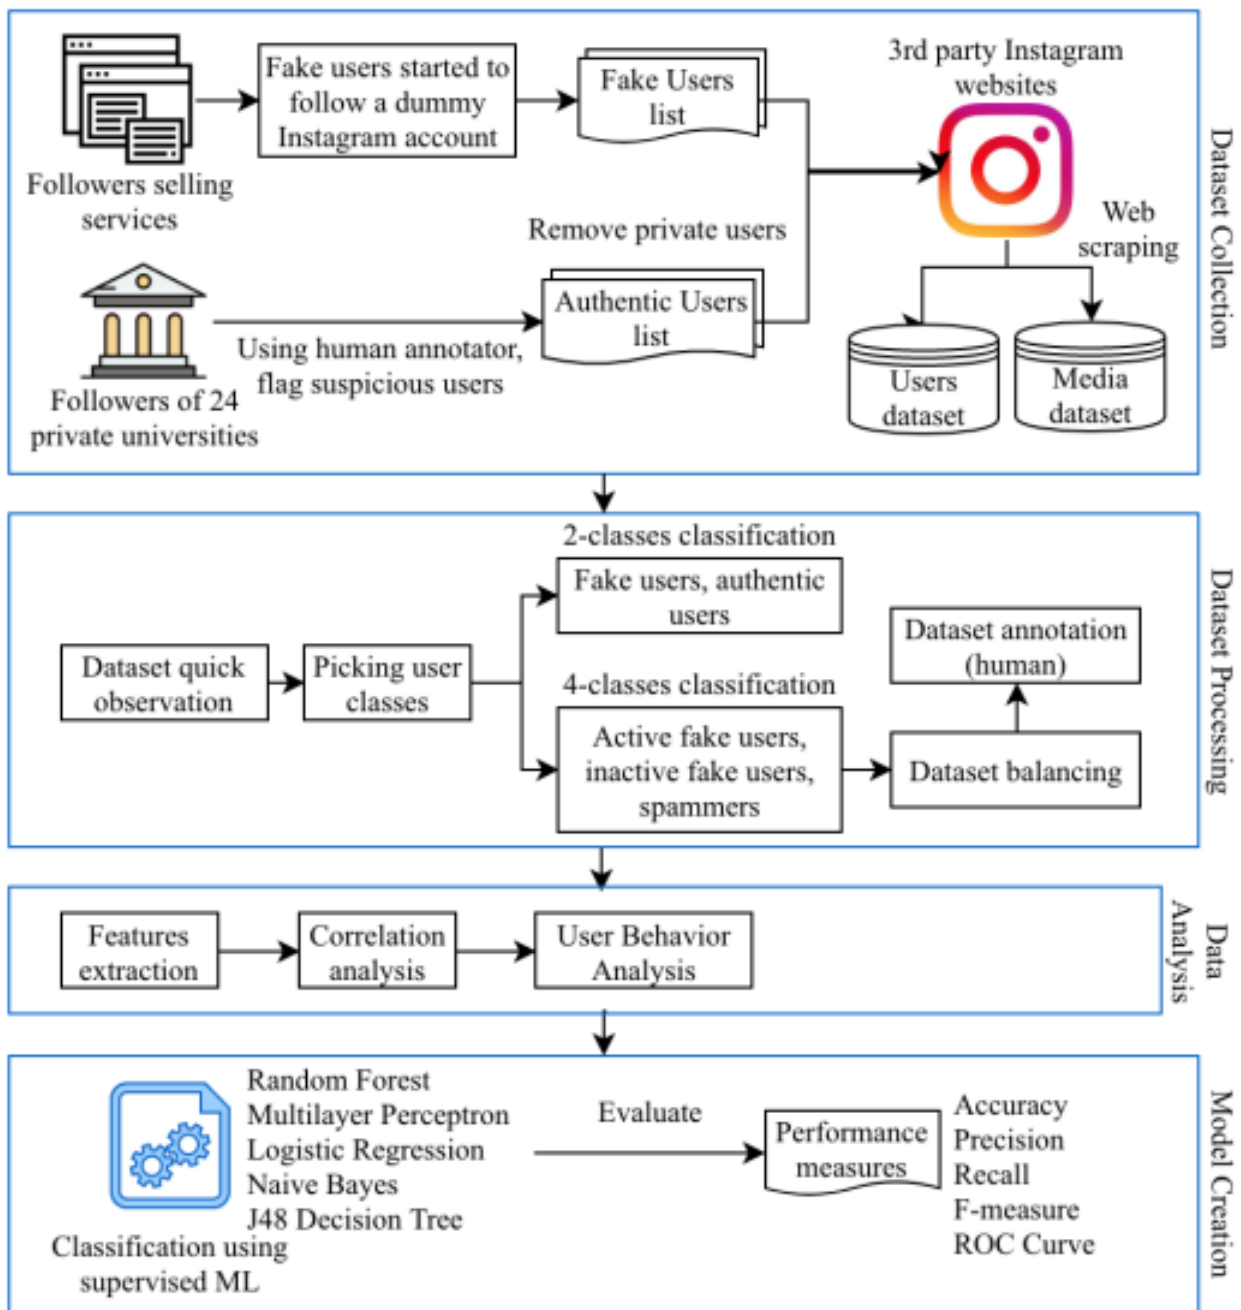 Fake users started to
follow a dummy
Instagram account
Fake Users
list
3rd party Instagram
websites
Followers selling
services
Remove private users
Web
scraping
Authentic Users
list
Using human annotator,
flag suspicious users
Followers of 24
private universities
Users
dataset
Media
dataset
Dataset Collection
2-classes classification
Fake users, authentic
users
Dataset quick
observation
Picking user
classes
4-classes classification
Active fake users,
inactive fake users,
spammers
Dataset annotation
(human)
Dataset balancing
Dataset Processing
Features
extraction
Correlation
analysis
User Behavior
Analysis
Data
Analysis
Random Forest
Multilayer Perceptron
Logistic Regression
Naive Bayes
J48 Decision Tree
Classification using
supervised ML
Evaluate
Performance
measures
Accuracy
Precision
Recall
F-measure
ROC Curve
Model Creation